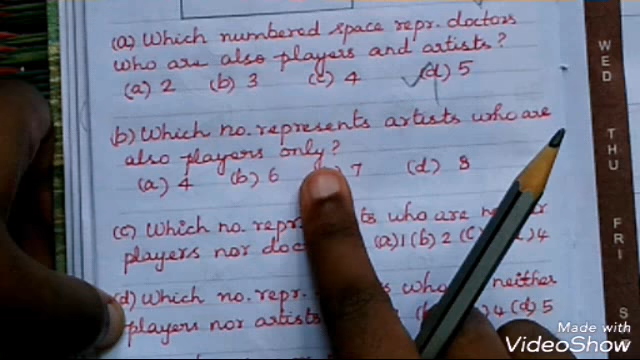 (a) Which numbered space repr. doctors
who are also players and artists?
(a) 2 (b) 3 (c) 4 (d) 5
(b) Which no. represents artists who are
also players only?
(a) 4 (b) 6 7 (d) 8
(c) Which no. who are
players nor (a) 1 (b) 2 (c) 4
(d) Which no. repr. neither
players nor artists 4 (d) 5
WED
THU
FRI
S
Made with
VideoShow